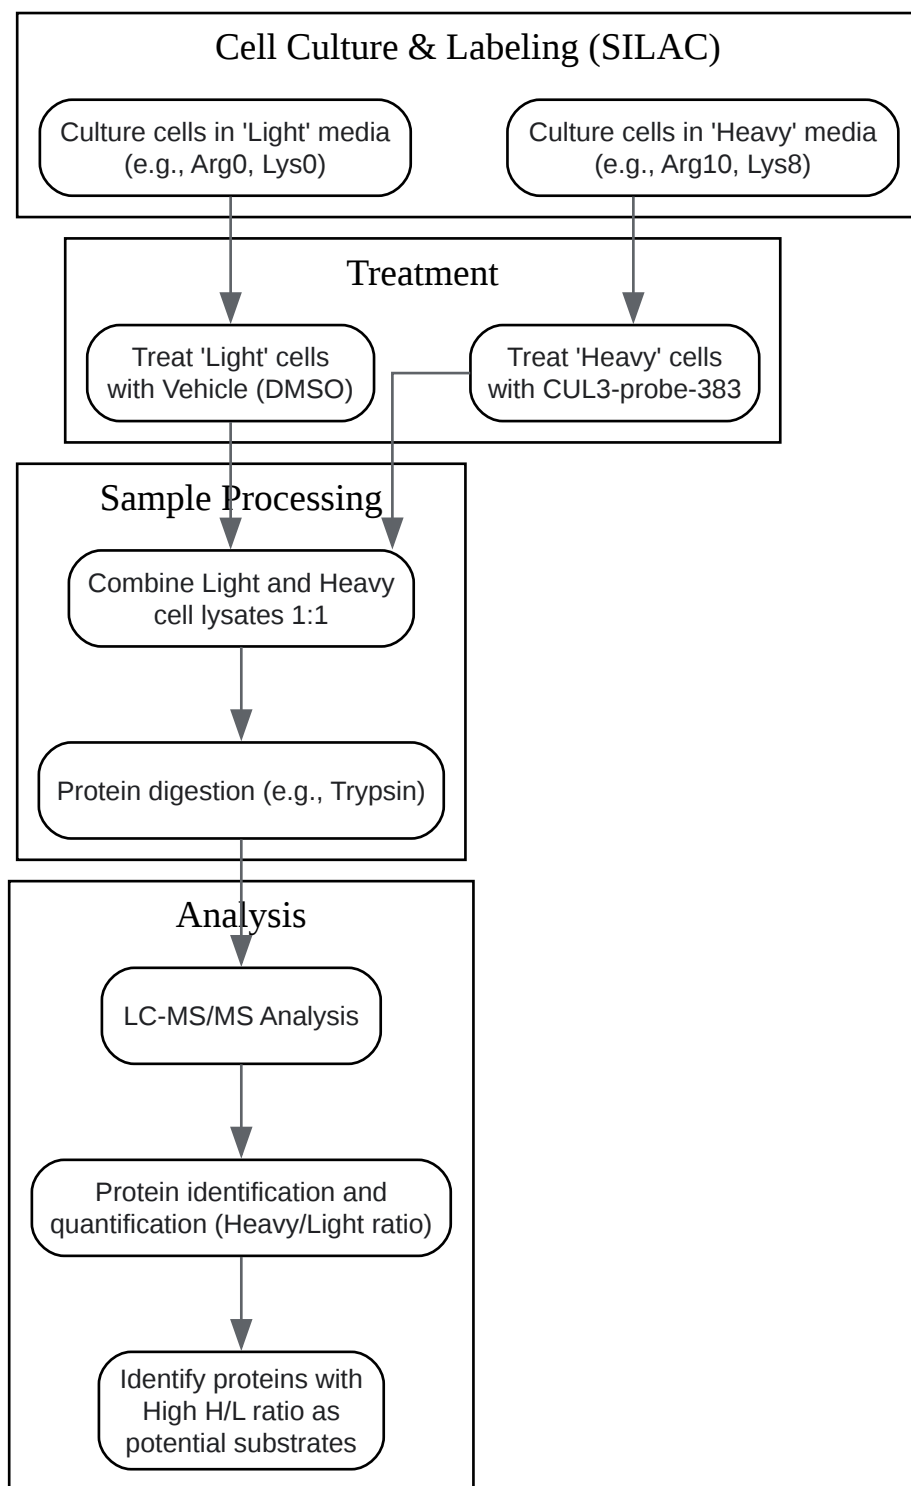 Cell Culture & Labeling (SILAC)
Culture cells in 'Light' media
(e.g., Arg0, Lys0)
Culture cells in 'Heavy' media
(e.g., Arg10, Lys8)
Treatment
Treat 'Light' cells
with Vehicle (DMSO)
Treat 'Heavy' cells
with CUL3-probe-383
Sample Processing
Combine Light and Heavy
cell lysates 1:1
Protein digestion (e.g., Trypsin)
Analysis
LC-MS/MS Analysis
Protein identification and
quantification (Heavy/Light ratio)
Identify proteins with
High H/L ratio as
potential substrates